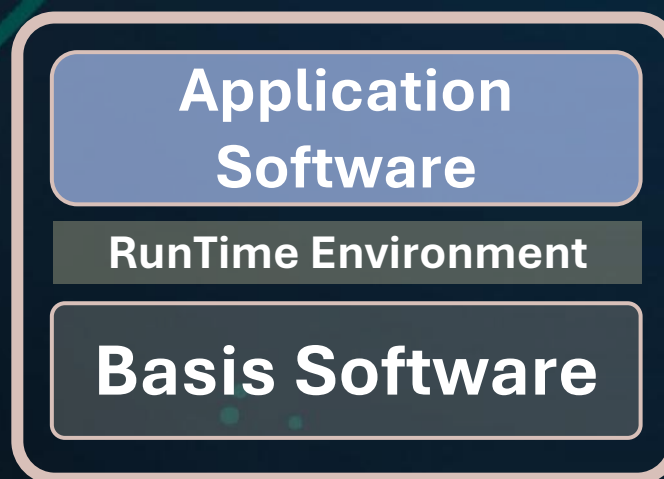 Application
Software
RunTime Environment
Basis Software